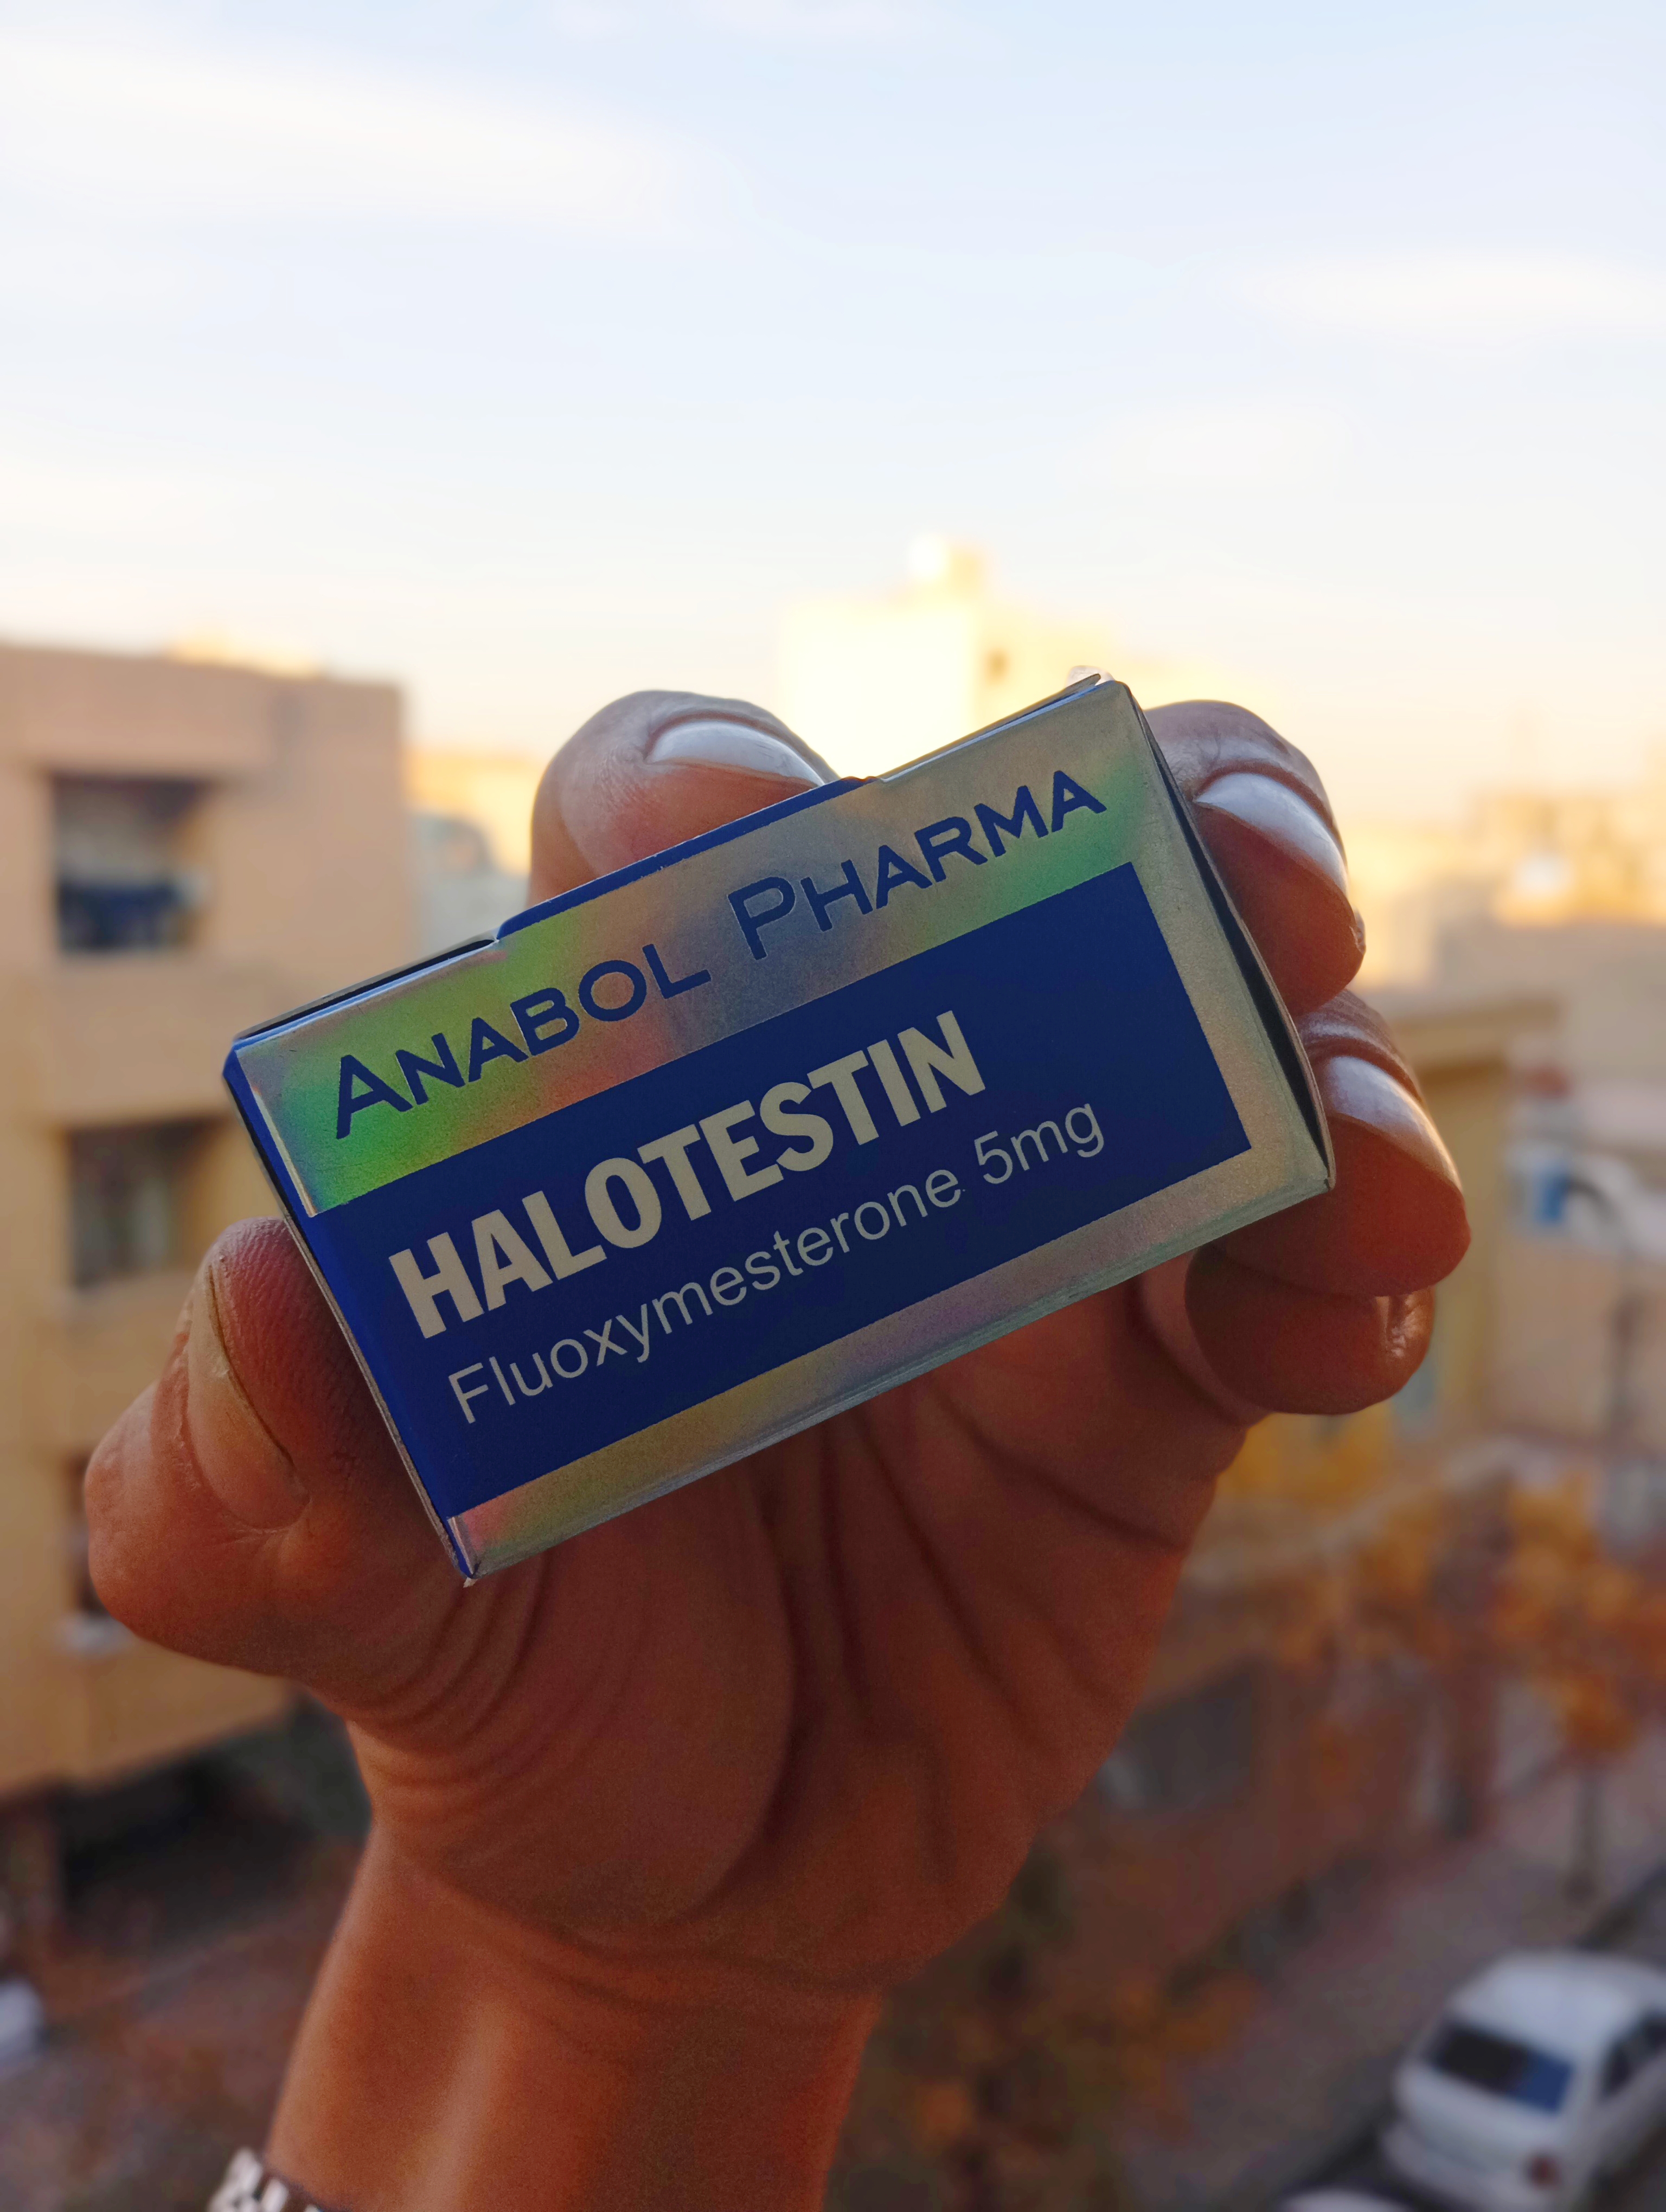 ANABOL PHARMA
HALOTESTIN
Fluoxymesterone 5mg